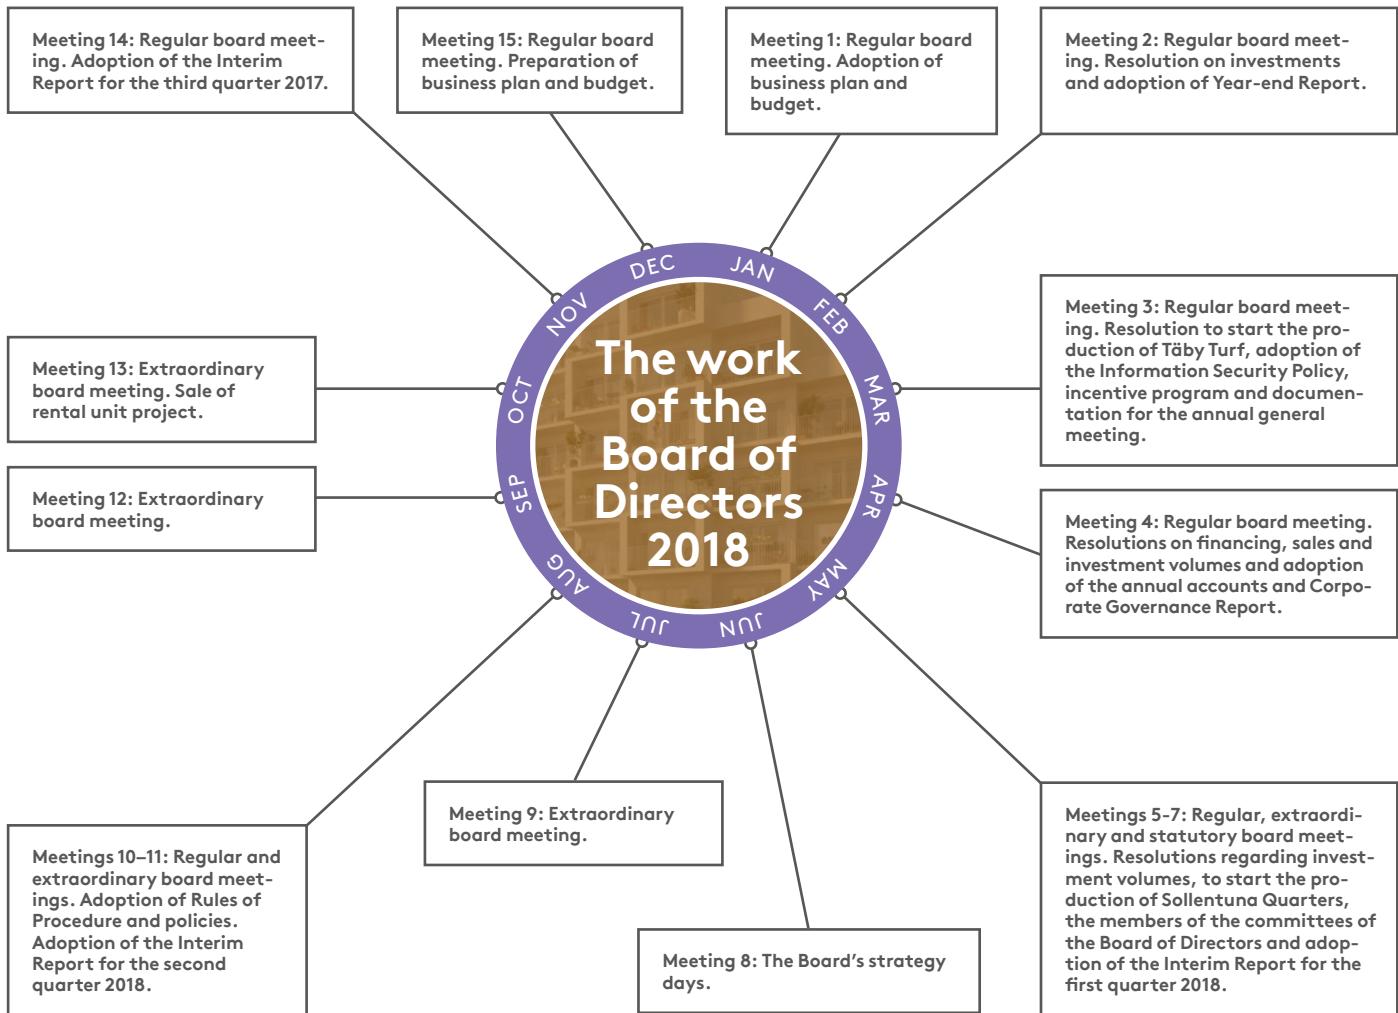 Meeting 14: Regular board meet-
ing. Adoption of the Interim
Report for the third quarter 2017.
Meeting 15: Regular board
meeting. Preparation of
business plan and budget.
Meeting 1: Regular board
meeting. Adoption of
business plan and
budget.
Meeting 2: Regular board meet-
ing. Resolution on investments
and adoption of Year-end Report.
Meeting 3: Regular board meet-
ing. Resolution to start the pro-
duction of Täby Turf, adoption of
the Information Security Policy,
incentive program and documen-
tation for the annual general
meeting.
Meeting 4: Regular board meeting.
Resolutions on financing, sales and
investment volumes and adoption
of the annual accounts and Corpo-
rate Governance Report.
Meetings 5-7: Regular, extraordi-
nary and statutory board meet-
ings. Resolutions regarding invest-
ment volumes, to start the pro-
duction of Sollentuna Quarters,
the members of the committees of
the Board of Directors and adop-
tion of the Interim Report for the
first quarter 2018.
Meeting 8: The Board's strategy
days.
Meeting 9: Extraordinary
board meeting.
Meetings 10–11: Regular and
extraordinary board meet-
ings. Adoption of Rules of
Procedure and policies.
Adoption of the Interim
Report for the second
quarter 2018.
Meeting 12: Extraordinary
board meeting.
Meeting 13: Extraordinary
board meeting. Sale of
rental unit project.
JAN
FEB
MAR
APR
MAY
JUN
JUL
AUG
SEP
OCT
NOV
DEC
The work
of the
Board of
Directors
2018